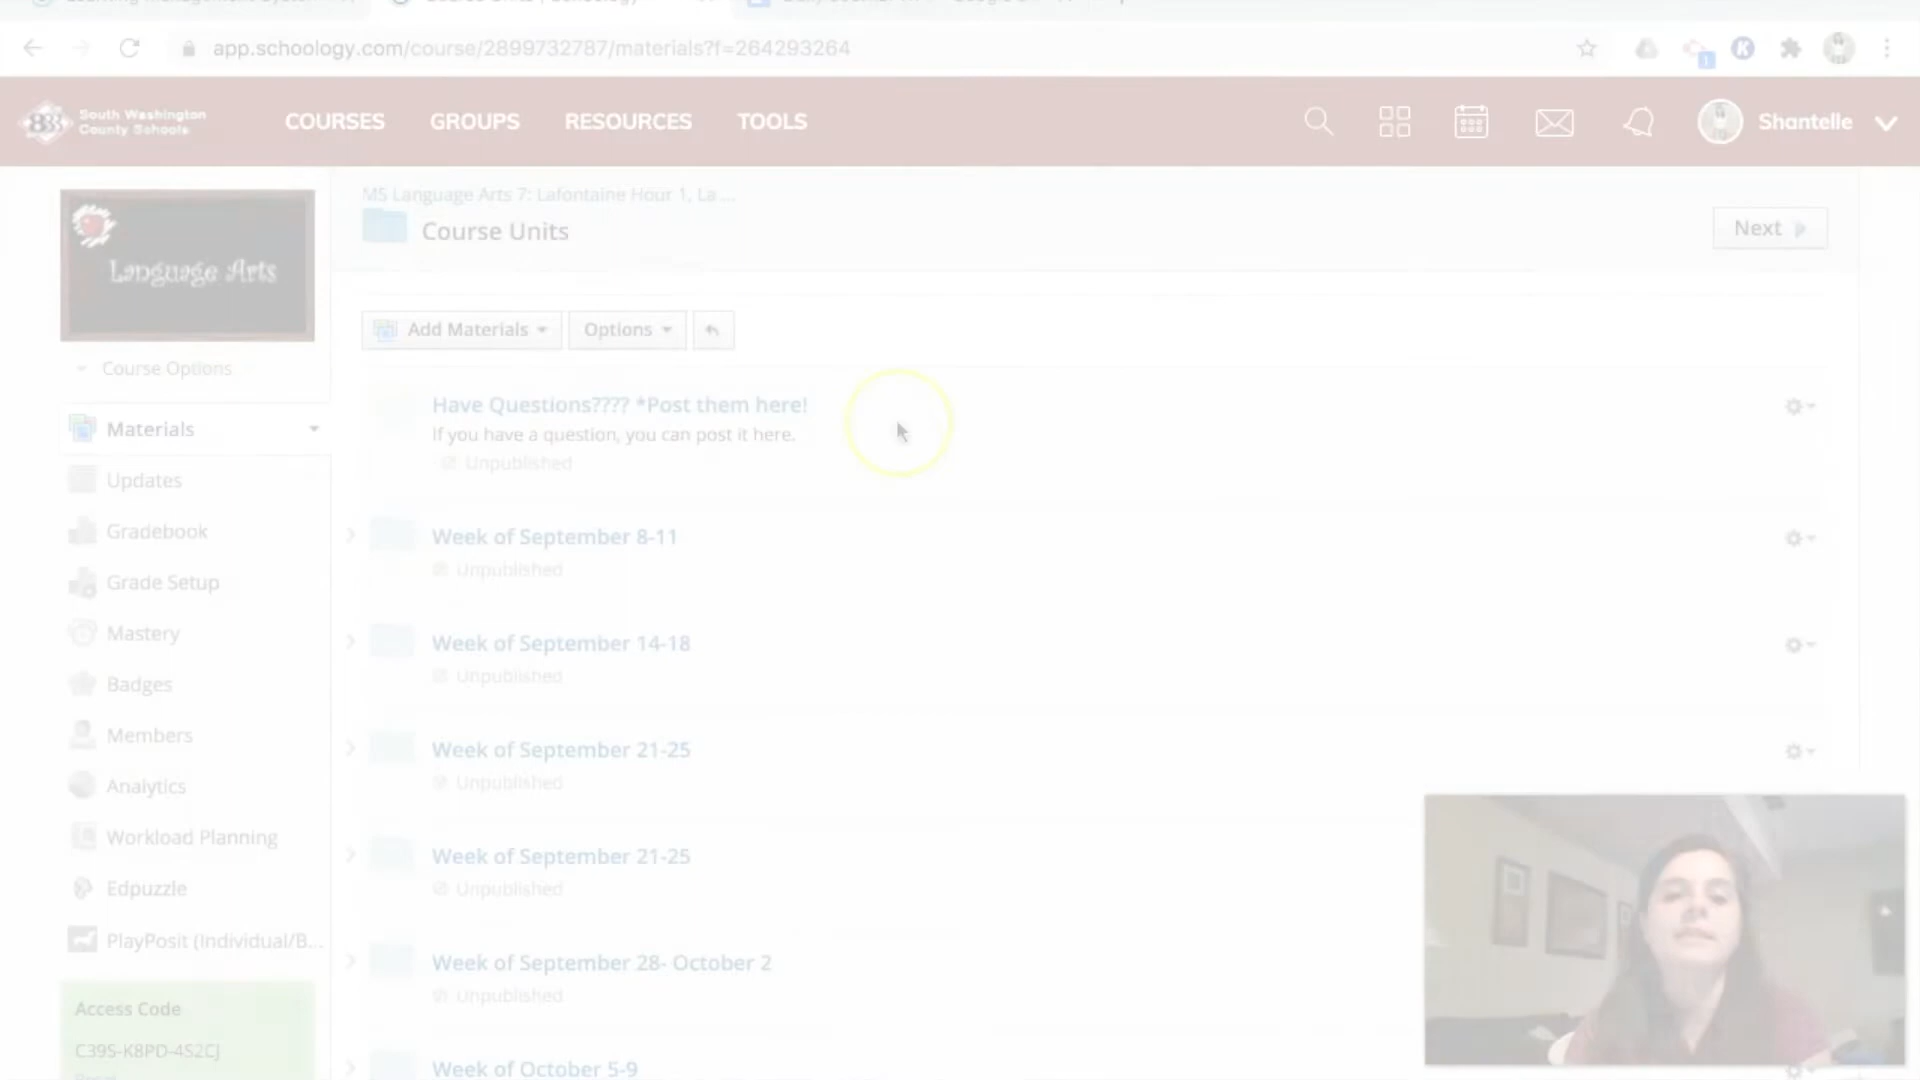 app.schoology.com/course/2899732787/materials?f=264293264
South Washington
County Schools
833
COURSES
GROUPS
RESOURCES
TOOLS
Shantelle
Language Arts
MS Language Arts 7: Lafontaine Hour 1, La ...
Course Units
Next
Add Materials
Options
Course Options
Materials
Updates
Gradebook
Grade Setup
Mastery
Badges
Members
Analytics
Workload Planning
Edpuzzle
PlayPosit (Individual/B...
Access Code
C39S-K8PD-4S2CJ
Have Questions???? *Post them here!
If you have a question, you can post it here.
Unpublished
Week of September 8-11
Unpublished
Week of September 14-18
Unpublished
Week of September 21-25
Unpublished
Week of September 21-25
Unpublished
Week of September 28- October 2
Unpublished
Week of October 5-9